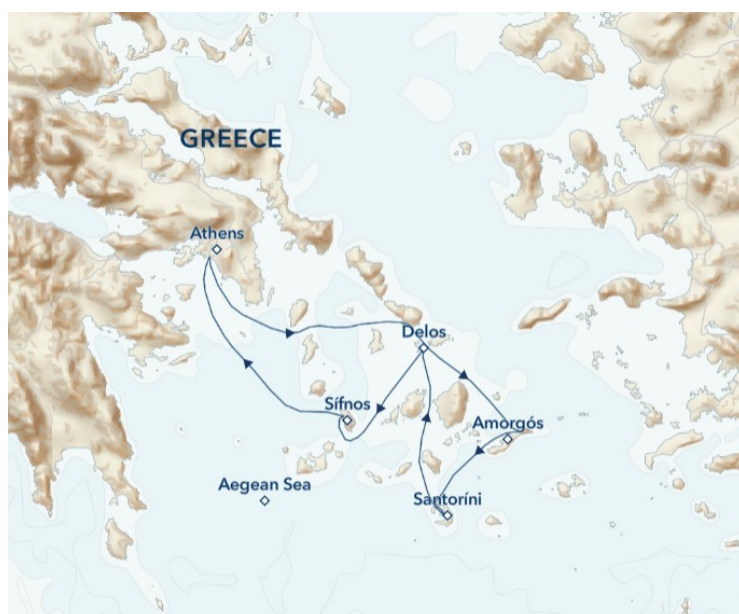 GREECE
Athens
Delos
Sífnos
Amorgós
Aegean Sea
Santoríni